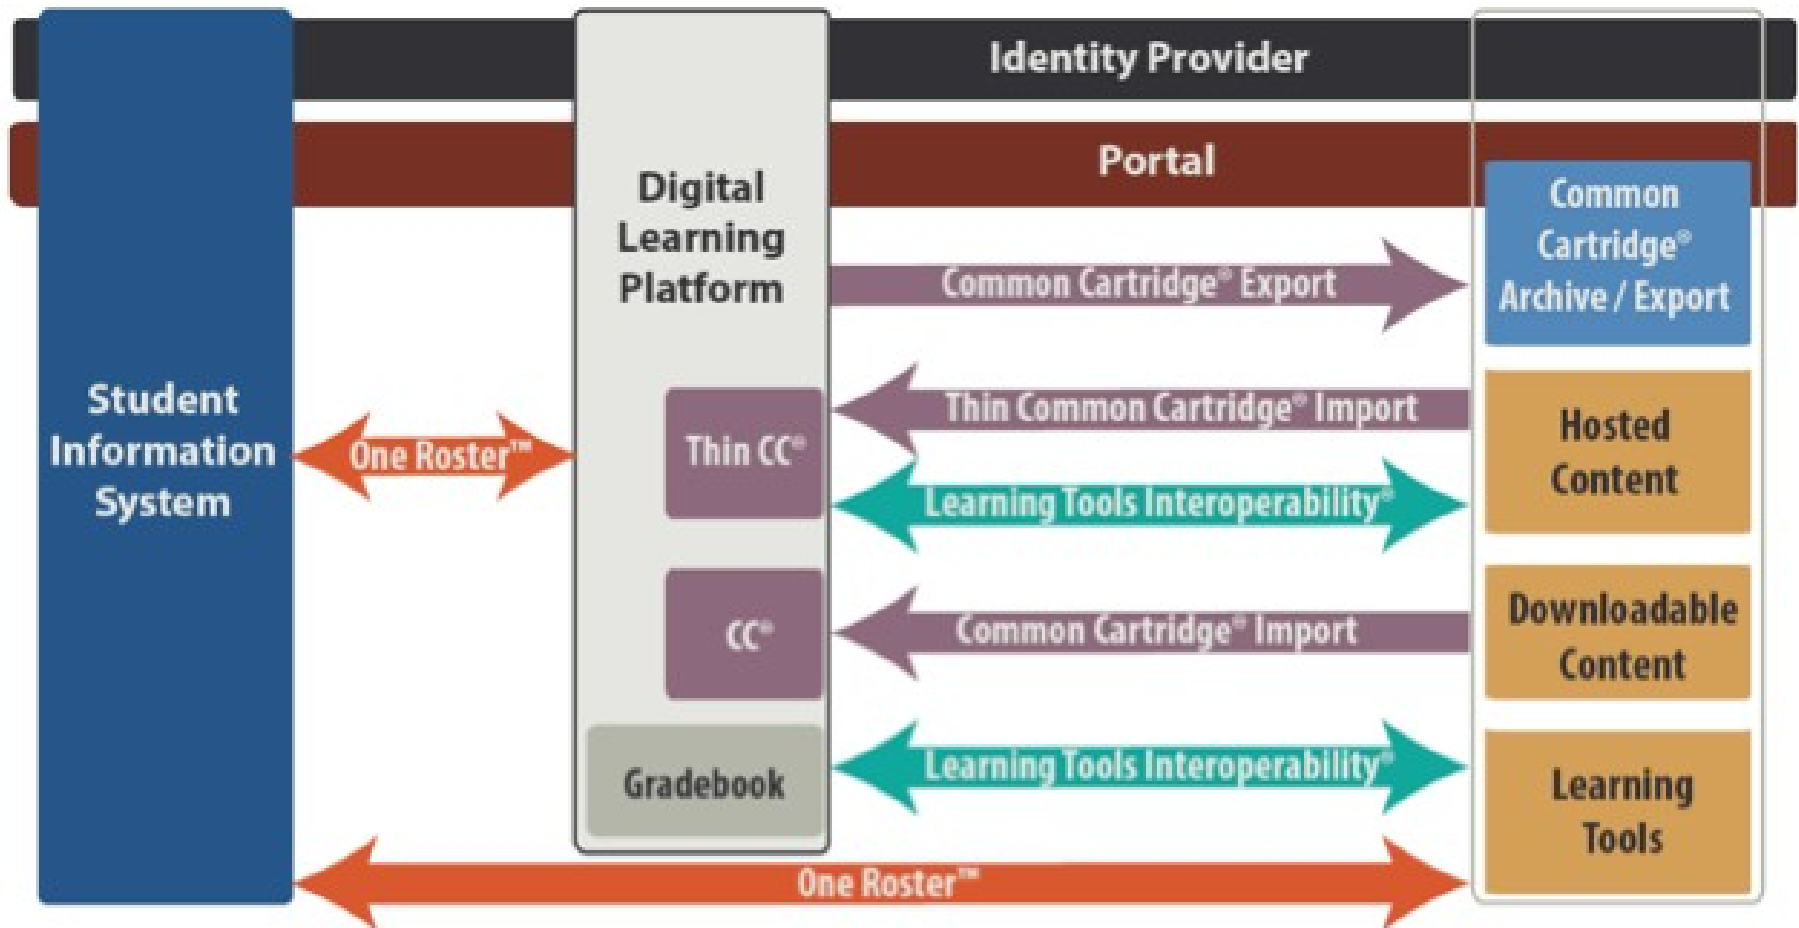 Identity Provider
Portal
Student
Information
System
One Roster™
Digital
Learning
Platform
Thin CC®
CC®
Gradebook
Common Cartridge® Export
Thin Common Cartridge® Import
Learning Tools Interoperability®
Common Cartridge® Import
Learning Tools Interoperability®
One Roster™
Common
Cartridge®
Archive / Export
Hosted
Content
Downloadable
Content
Learning
Tools